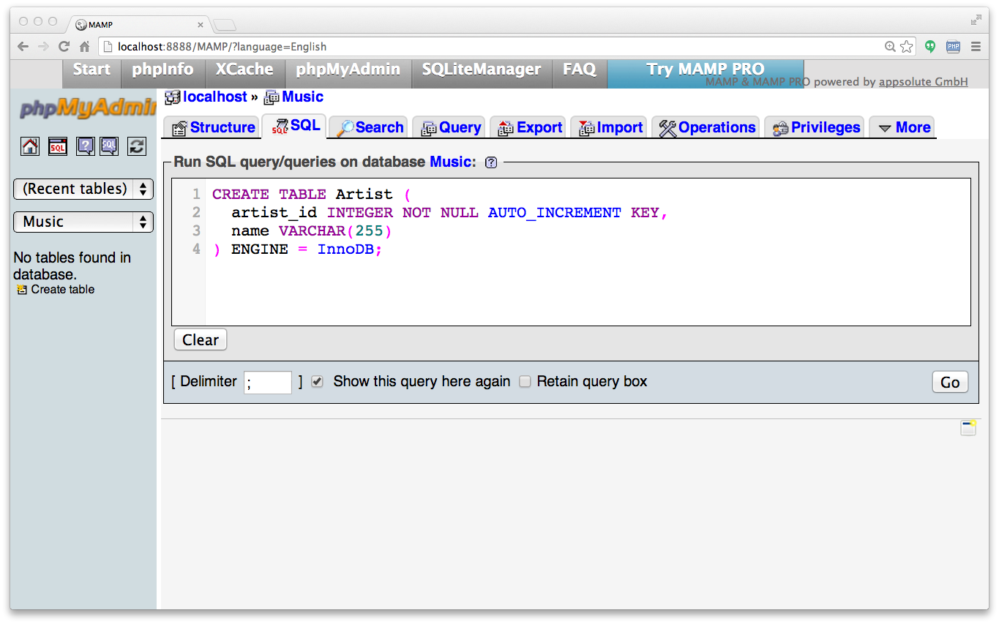 MAMP
localhost:8888/MAMP/?language=English
PHP
Start phpInfo XCache phpMyAdmin SQLiteManager FAQ Try MAMP PRO
MAMP & MAMP PRO powered by appsolute GmbH
phpMyAdmin
localhost » Music
Structure SQL Search Query Export Import Operations Privileges More
SQL SQL
(Recent tables)
Music
No tables found in
database.
Create table
Run SQL query/queries on database Music:
1 CREATE TABLE Artist (
2 artist_id INTEGER NOT NULL AUTO_INCREMENT KEY,
3 name VARCHAR(255)
4 ) ENGINE = InnoDB;
Clear
[ Delimiter ; ] Show this query here again Retain query box Go